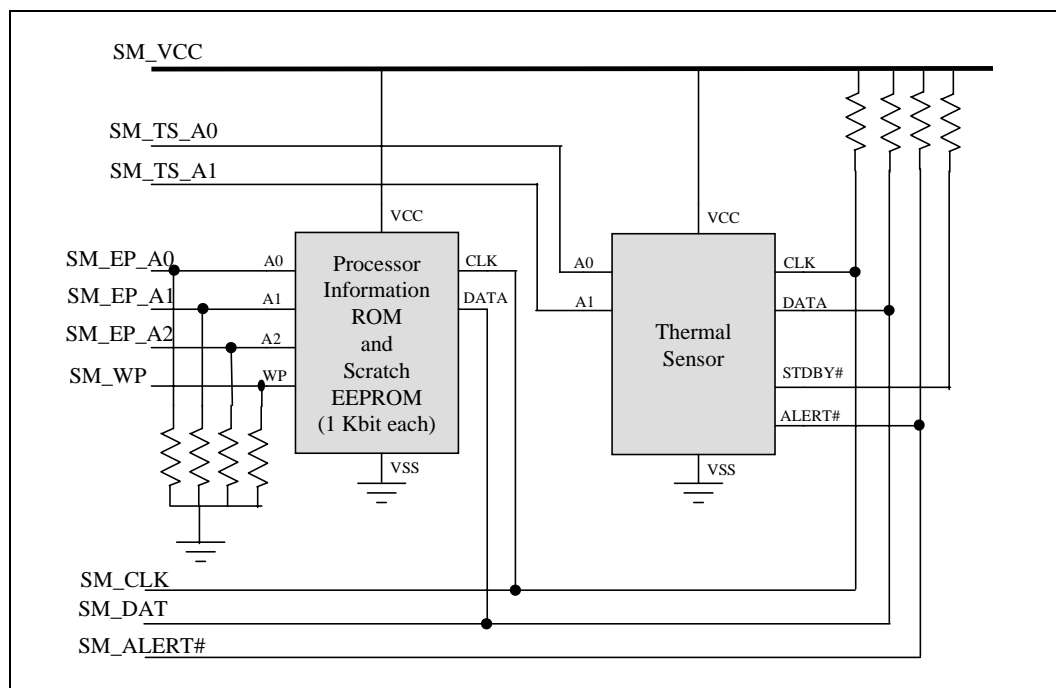 SM_VCC
SM_TS_A0
SM_TS_A1
VCC
VCC
SM_EP_A0
A0
Processor
Information
ROM
and
Scratch
EEPROM
(1 Kbit each)
CLK
A0
Thermal
Sensor
CLK
SM_EP_A1
A1
DATA
A1
DATA
SM_EP_A2
A2
SM_WP
WP
STDBY#
ALERT#
VSS
VSS
SM_CLK
SM_DAT
SM_ALERT#